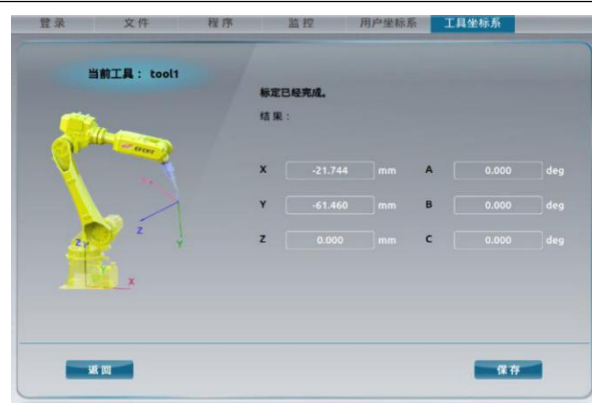 登录 文件 程序 监控 用户坐标系 工具坐标系
当前工具： tool1
标定已经完成。
结果：
X -21.744 mm A 0.000 deg
Y -61.460 mm B 0.000 deg
Z 0.000 mm C 0.000 deg
EFORT
X
Z
Y
Z
Y
X
返回 保存